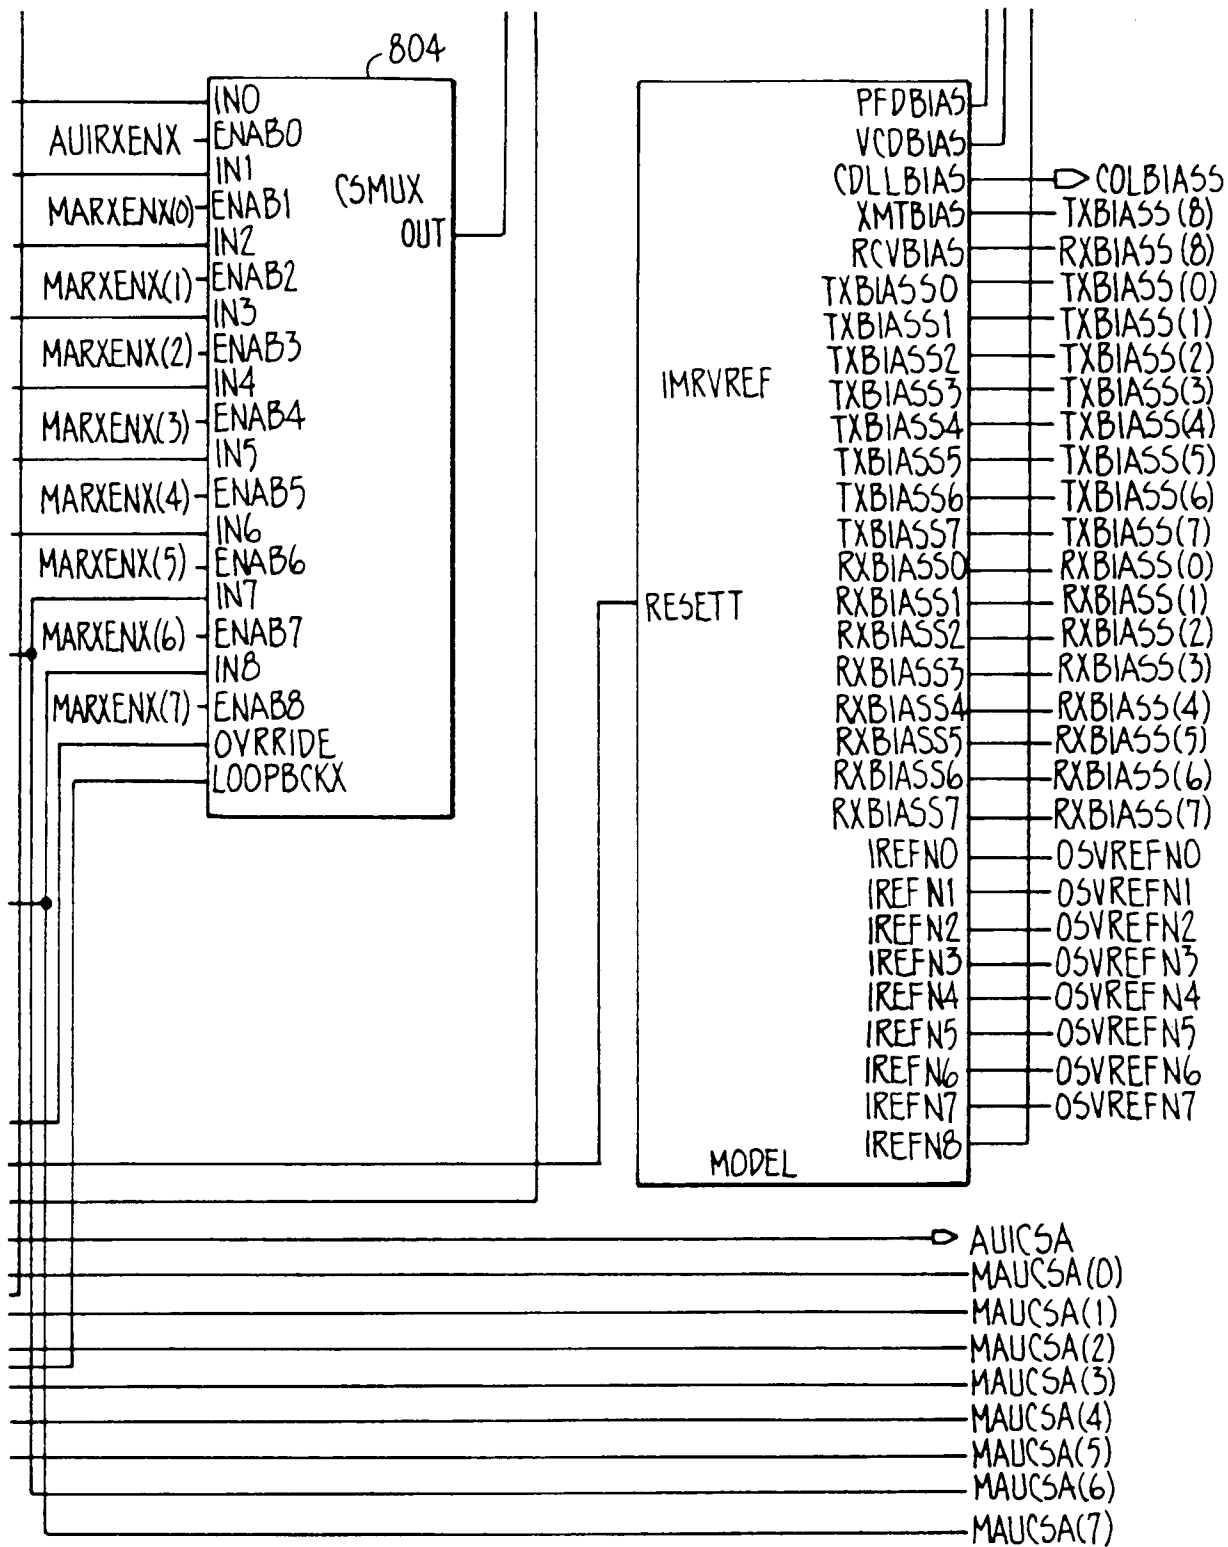 804
IN0
AUIRXENX ENAB0
IN1
MARXENX(0) ENAB1
IN2
MARXENX(1) ENAB2
IN3
MARXENX(2) ENAB3
IN4
MARXENX(3) ENAB4
IN5
MARXENX(4) ENAB5
IN6
MARXENX(5) ENAB6
IN7
MARXENX(6) ENAB7
IN8
MARXENX(7) ENAB8
OVRRIDE
LOOPBCKX
CSMUX
OUT
IMRVREF
RESETT
MODEL
PFDBIAS
VCDBIAS
CDLLBIAS COLBIASS
XMTBIAS TXBIASS(8)
RCVBIAS RXBIASS(8)
TXBIASS0 TXBIASS(0)
TXBIASS1 TXBIASS(1)
TXBIASS2 TXBIASS(2)
TXBIASS3 TXBIASS(3)
TXBIASS4 TXBIASS(4)
TXBIASS5 TXBIASS(5)
TXBIASS6 TXBIASS(6)
TXBIASS7 TXBIASS(7)
RXBIASS0 RXBIASS(0)
RXBIASS1 RXBIASS(1)
RXBIASS2 RXBIASS(2)
RXBIASS3 RXBIASS(3)
RXBIASS4 RXBIASS(4)
RXBIASS5 RXBIASS(5)
RXBIASS6 RXBIASS(6)
RXBIASS7 RXBIASS(7)
IREFN0 OSVREFN0
IREFN1 OSVREFN1
IREFN2 OSVREFN2
IREFN3 OSVREFN3
IREFN4 OSVREFN4
IREFN5 OSVREFN5
IREFN6 OSVREFN6
IREFN7 OSVREFN7
IREFN8
AUICSA
MAUCSA(0)
MAUCSA(1)
MAUCSA(2)
MAUCSA(3)
MAUCSA(4)
MAUCSA(5)
MAUCSA(6)
MAUCSA(7)